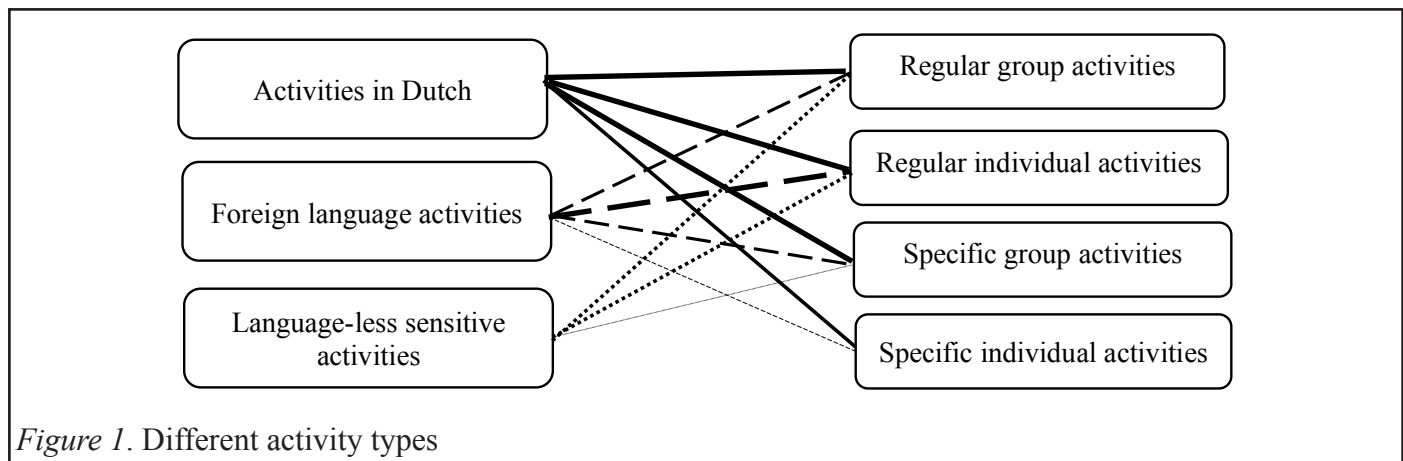 Activities in Dutch
Foreign language activities
Language-less sensitive
activities
Regular group activities
Regular individual activities
Specific group activities
Specific individual activities
Figure 1. Different activity types